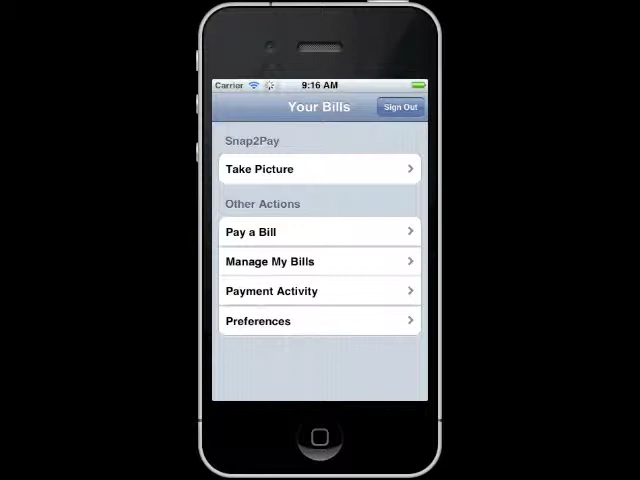 Carrier 9:16 AM
Your Bills Sign Out
Snap2Pay
Take Picture
Other Actions
Pay a Bill
Manage My Bills
Payment Activity
Preferences